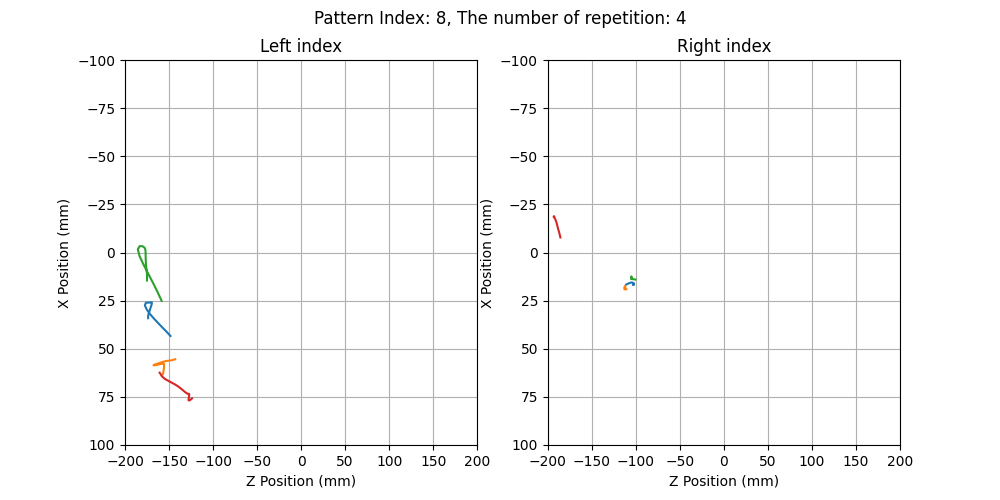 Pattern Index: 8, The number of repetition: 4
Left index
Right index
−100
−75
−50
−25
0
25
50
75
100
X Position (mm)
−200 −150 −100 −50 0 50 100 150 200
Z Position (mm)
−100
−75
−50
−25
0
25
50
75
100
X Position (mm)
−200 −150 −100 −50 0 50 100 150 200
Z Position (mm)